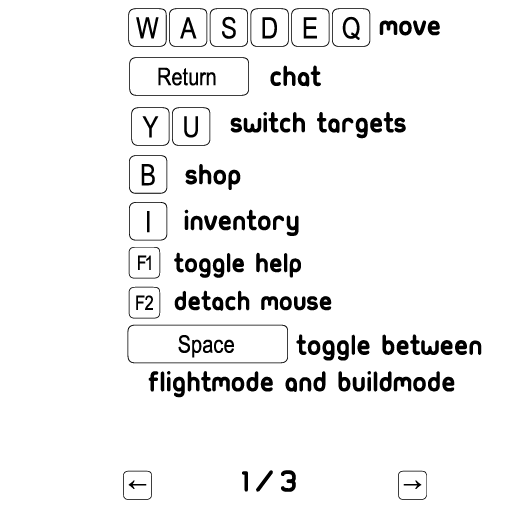 W A S D E Q move
Return chat
Y U switch targets
B shop
I inventory
F1 toggle help
F2 detach mouse
Space toggle between
flightmode and buildmode
← 1/3 →